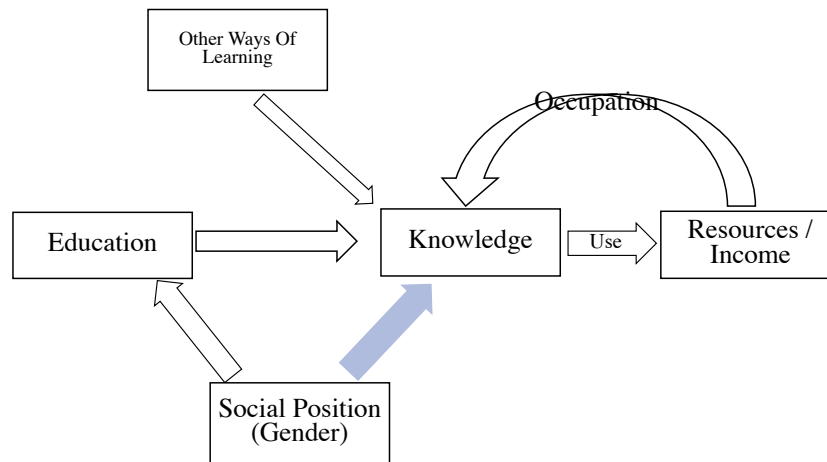 Other Ways Of
Learning
Occupation
Education
Knowledge
Use
Resources /
Income
Social Position
(Gender)